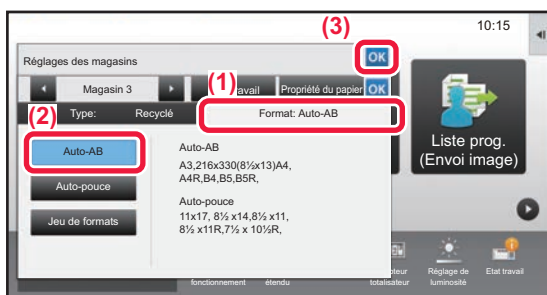 10:15
(3)
Réglages des magasins
OK
Magasin 3
(1)
avail
Propriété du papier
OK
(2)
Type:
Recyclé
Format: Auto-AB
Auto-AB
Auto-pouce
Jeu de formats
Auto-AB
A3,216x330(8½x13)A4,
A4R,B4,B5,B5R,
Auto-pouce
11x17, 8½ x14,8½ x11,
8½ x11R,7½ x 10½R,
Liste prog.
(Envoi image)
fonctionnement
étendu
pteur
totalisateur
Réglage de
luminosité
Etat travail